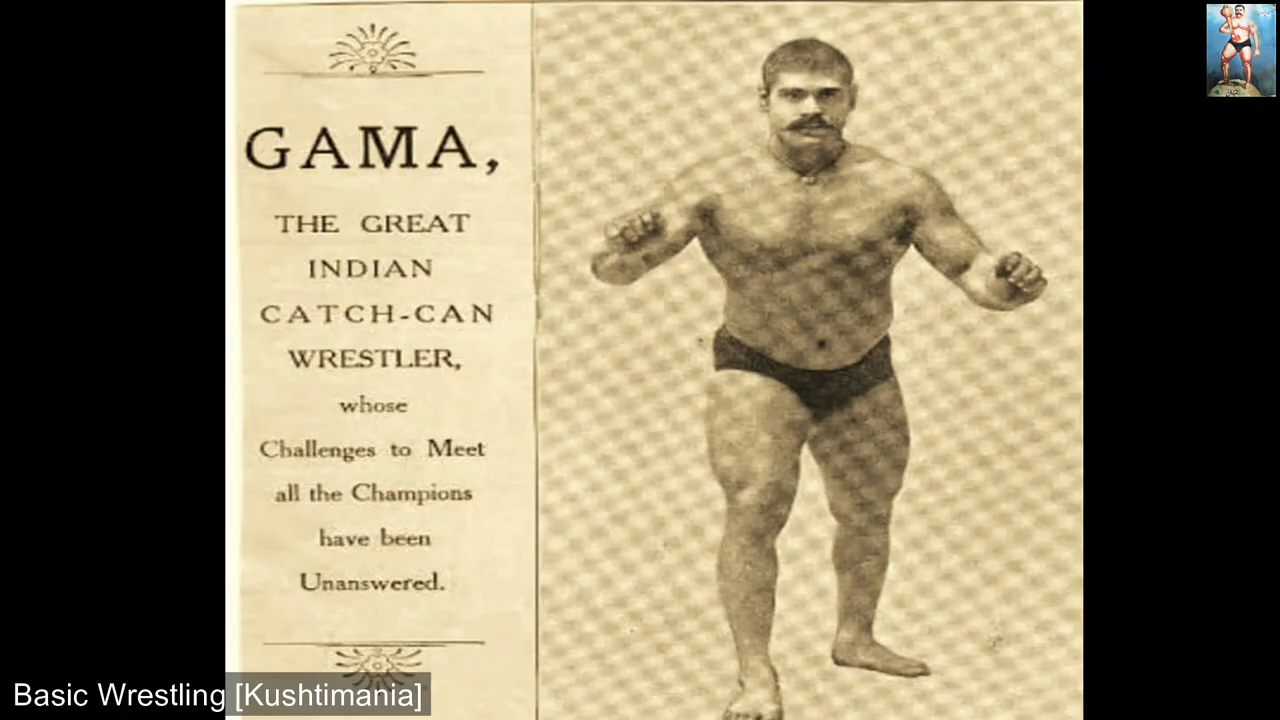 GAMA,
THE GREAT
INDIAN
CATCH-CAN
WRESTLER,
whose
Challenges to Meet
all the Champions
have been
Unanswered.
Basic Wrestling [Kushtimania]